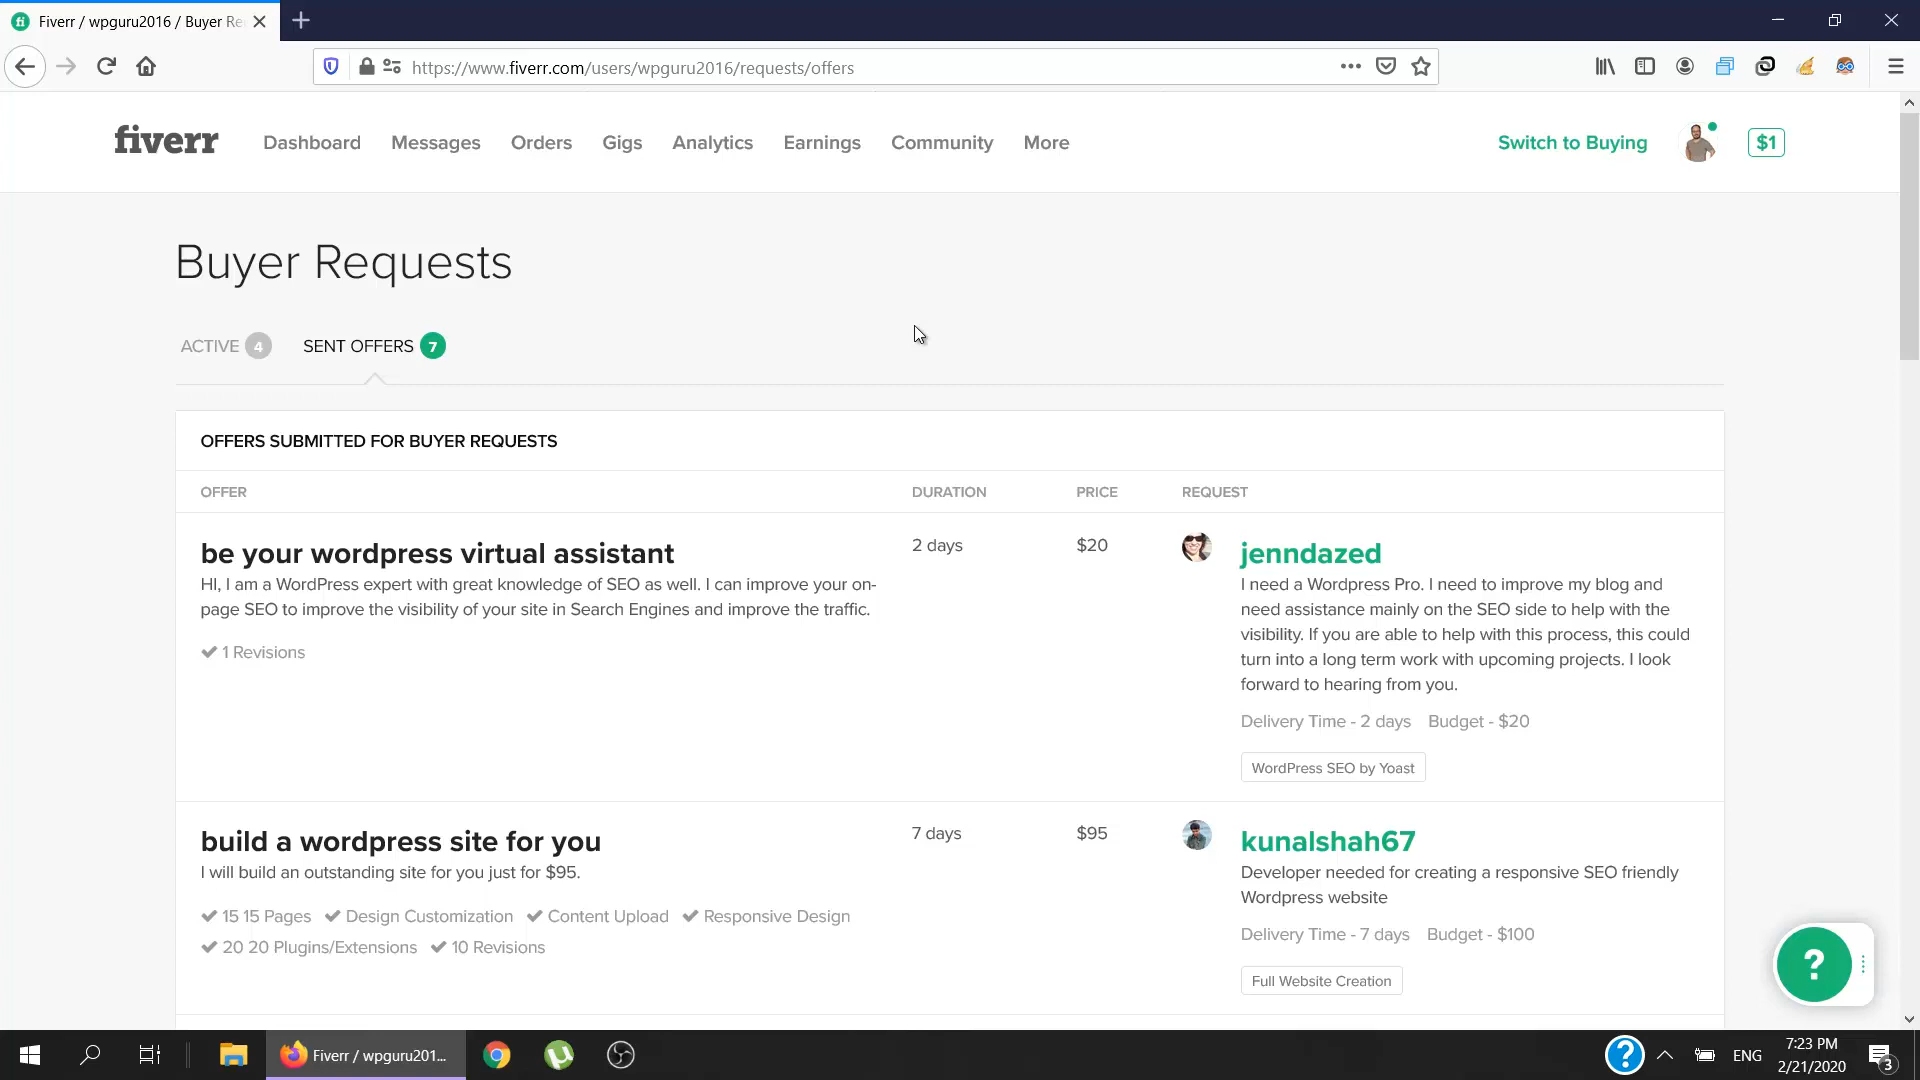 Fiverr / wpguru2016 / Buyer Re
https://www.fiverr.com/users/wpguru2016/requests/offers
fiverr
Dashboard Messages Orders Gigs Analytics Earnings Community More
Switch to Buying
$1
Buyer Requests
ACTIVE 4 SENT OFFERS 7
OFFERS SUBMITTED FOR BUYER REQUESTS
OFFER DURATION PRICE REQUEST
be your wordpress virtual assistant
HI, I am a WordPress expert with great knowledge of SEO as well. I can improve your on-
page SEO to improve the visibility of your site in Search Engines and improve the traffic.
1 Revisions
2 days
$20
jenndazed
I need a Wordpress Pro. I need to improve my blog and
need assistance mainly on the SEO side to help with the
visibility. If you are able to help with this process, this could
turn into a long term work with upcoming projects. I look
forward to hearing from you.
Delivery Time - 2 days Budget - $20
WordPress SEO by Yoast
build a wordpress site for you
I will build an outstanding site for you just for $95.
15 15 Pages Design Customization Content Upload Responsive Design
20 20 Plugins/Extensions 10 Revisions
7 days
$95
kunalshah67
Developer needed for creating a responsive SEO friendly
Wordpress website
Delivery Time - 7 days Budget - $100
Full Website Creation
?
Fiverr / wpguru201...
?
ENG
7:23 PM
2/21/2020
3